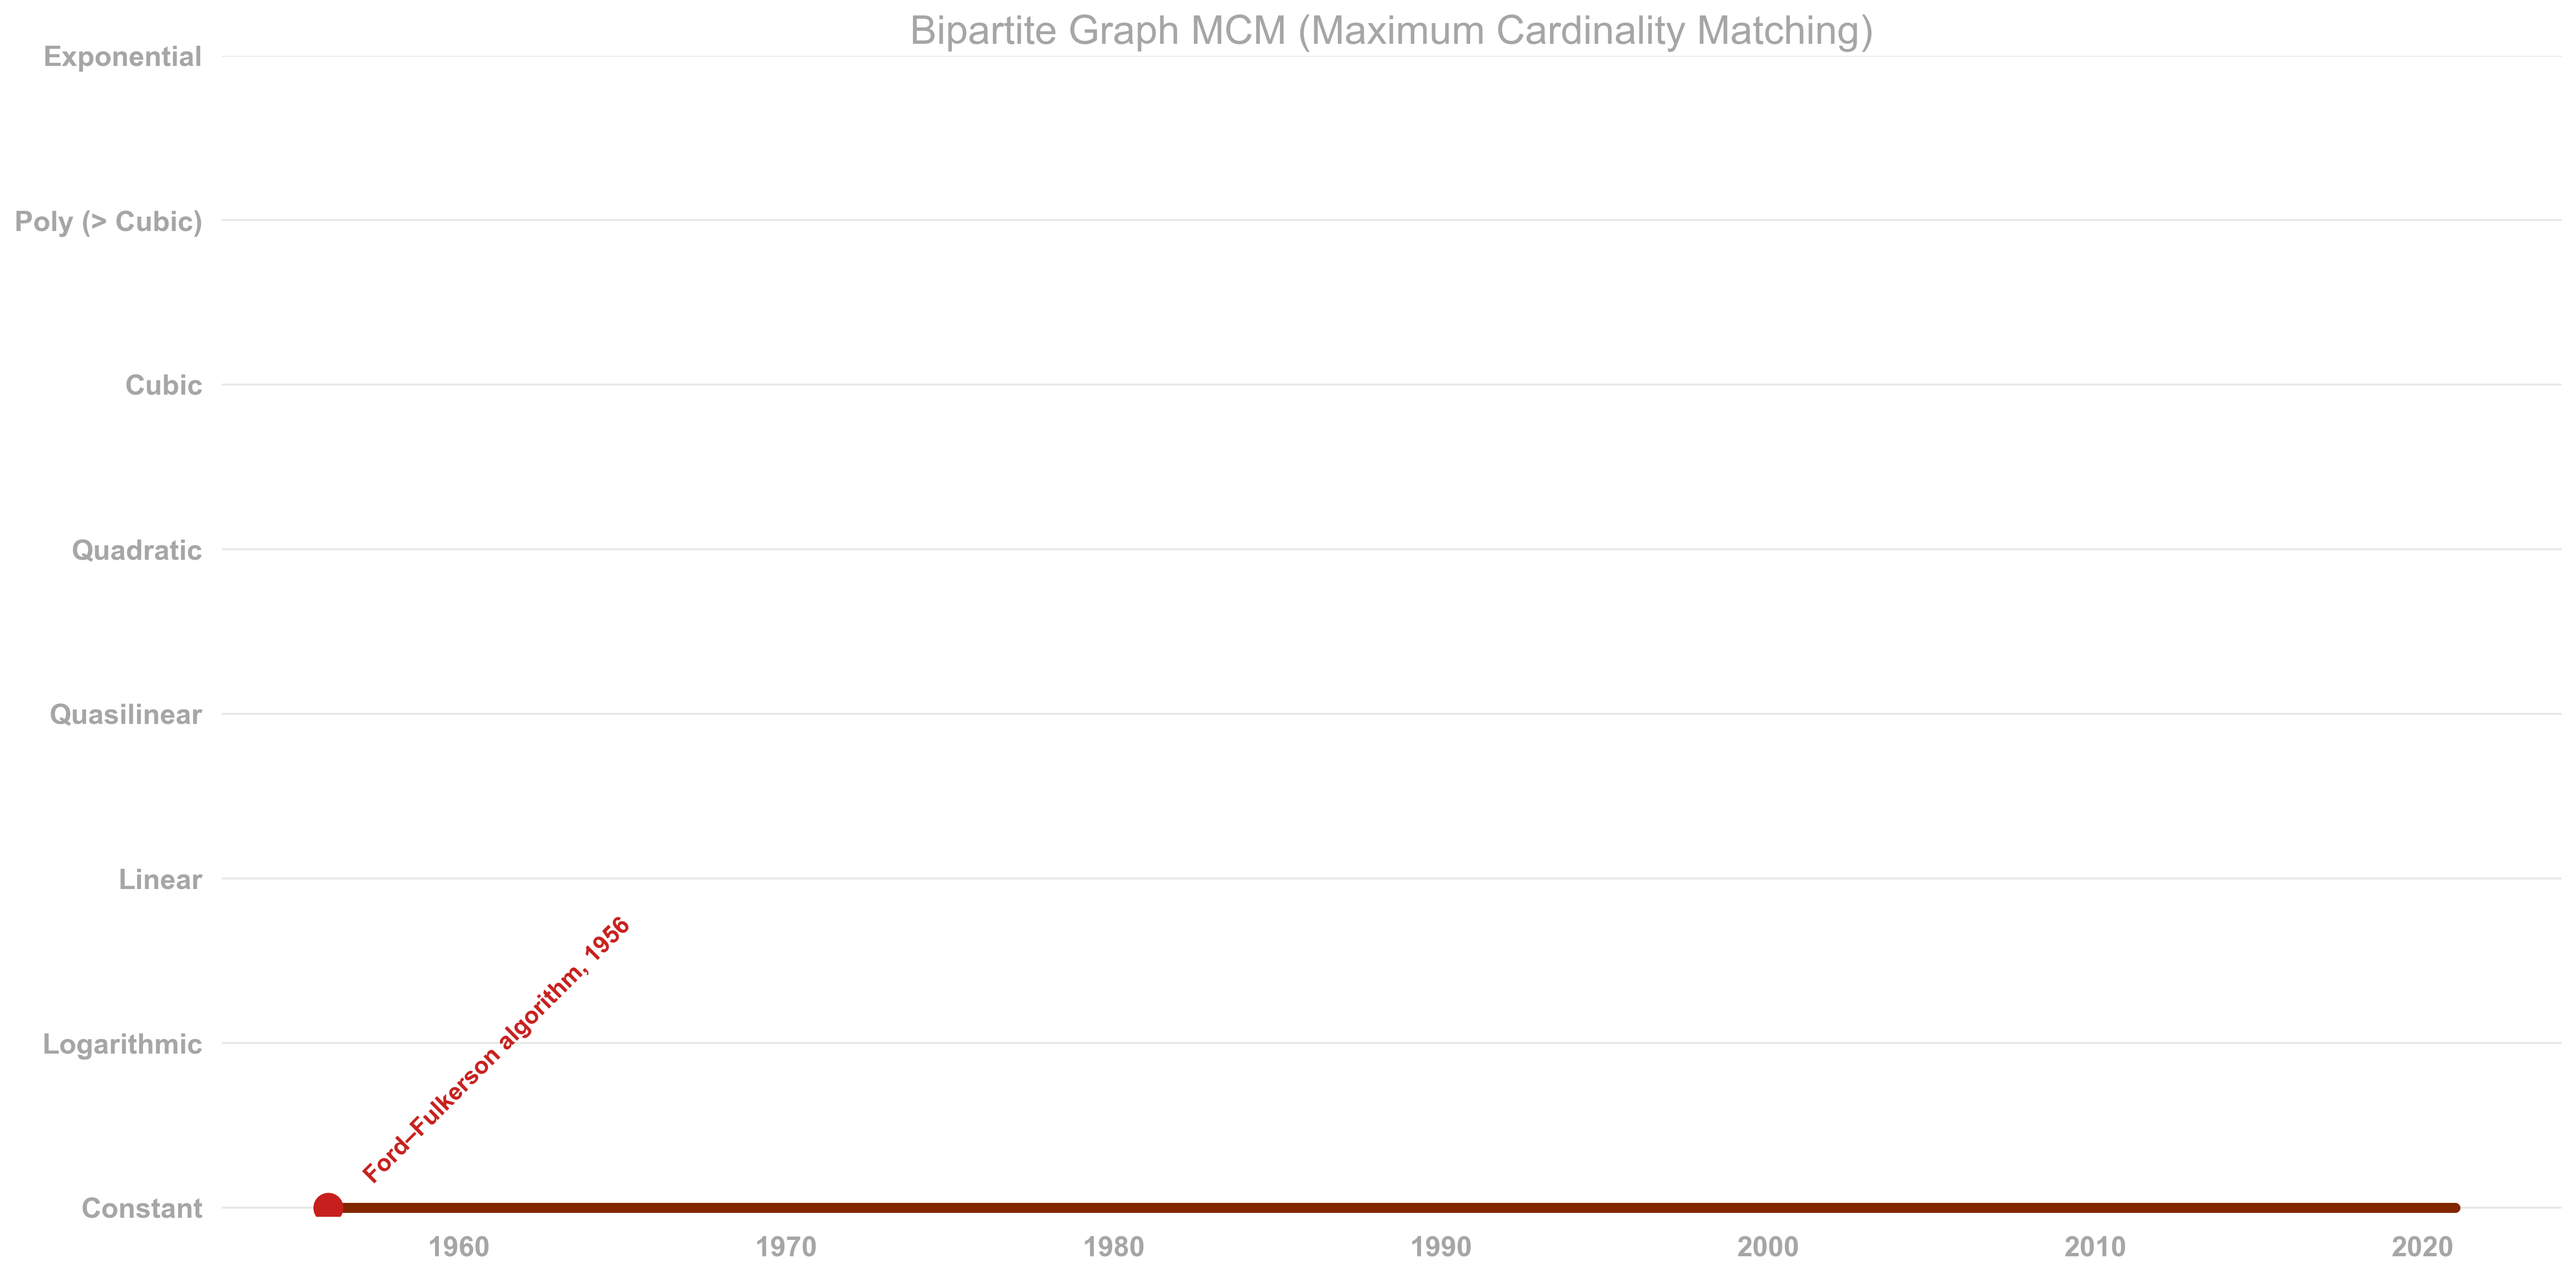 Bipartite Graph MCM (Maximum Cardinality Matching)
Exponential
Poly (> Cubic)
Cubic
Quadratic
Quasilinear
Linear
Logarithmic
Constant
Ford–Fulkerson algorithm, 1956
1960 1970 1980 1990 2000 2010 2020